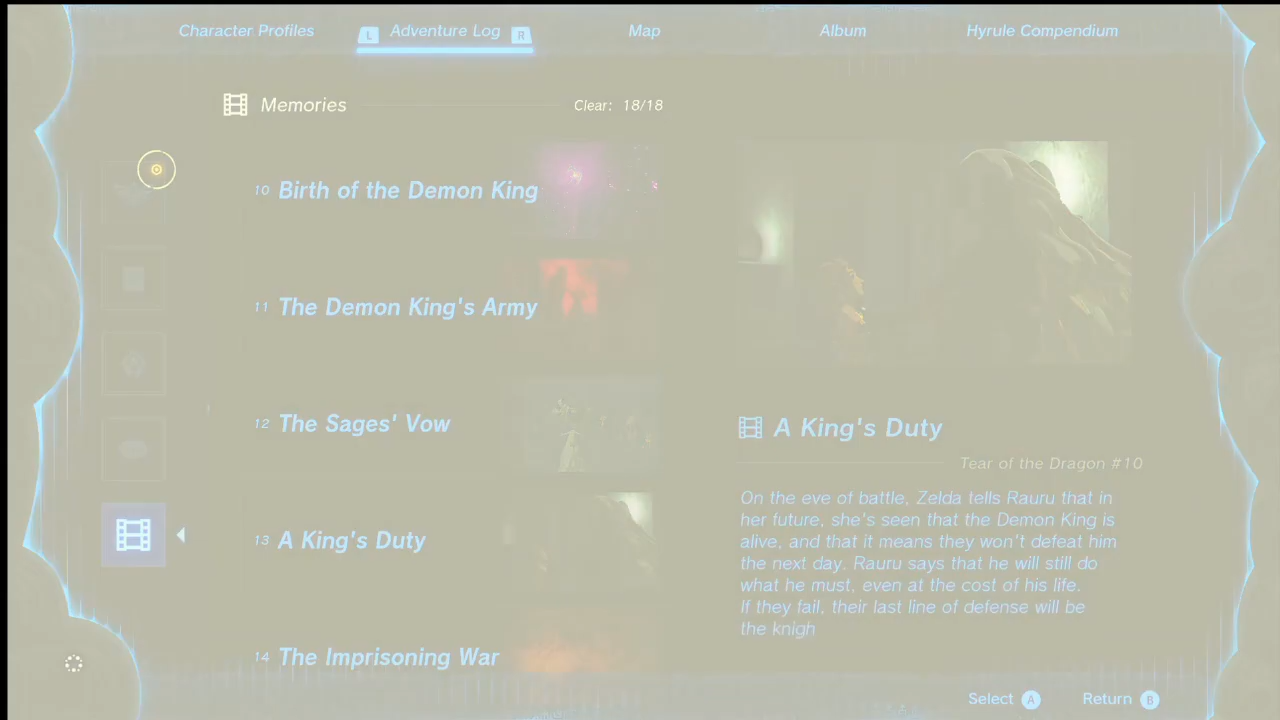 Character Profiles L Adventure Log R Map Album Hyrule Compendium
Memories Clear: 18/18
10 Birth of the Demon King
11 The Demon King's Army
12 The Sages' Vow
13 A King's Duty
14 The Imprisoning War
A King's Duty
Tear of the Dragon #10
On the eve of battle, Zelda tells Rauru that in
her future, she's seen that the Demon King is
alive, and that it means they won't defeat him
the next day. Rauru says that he will still do
what he must, even at the cost of his life.
If they fail, their last line of defense will be
the knigh
Select A Return B